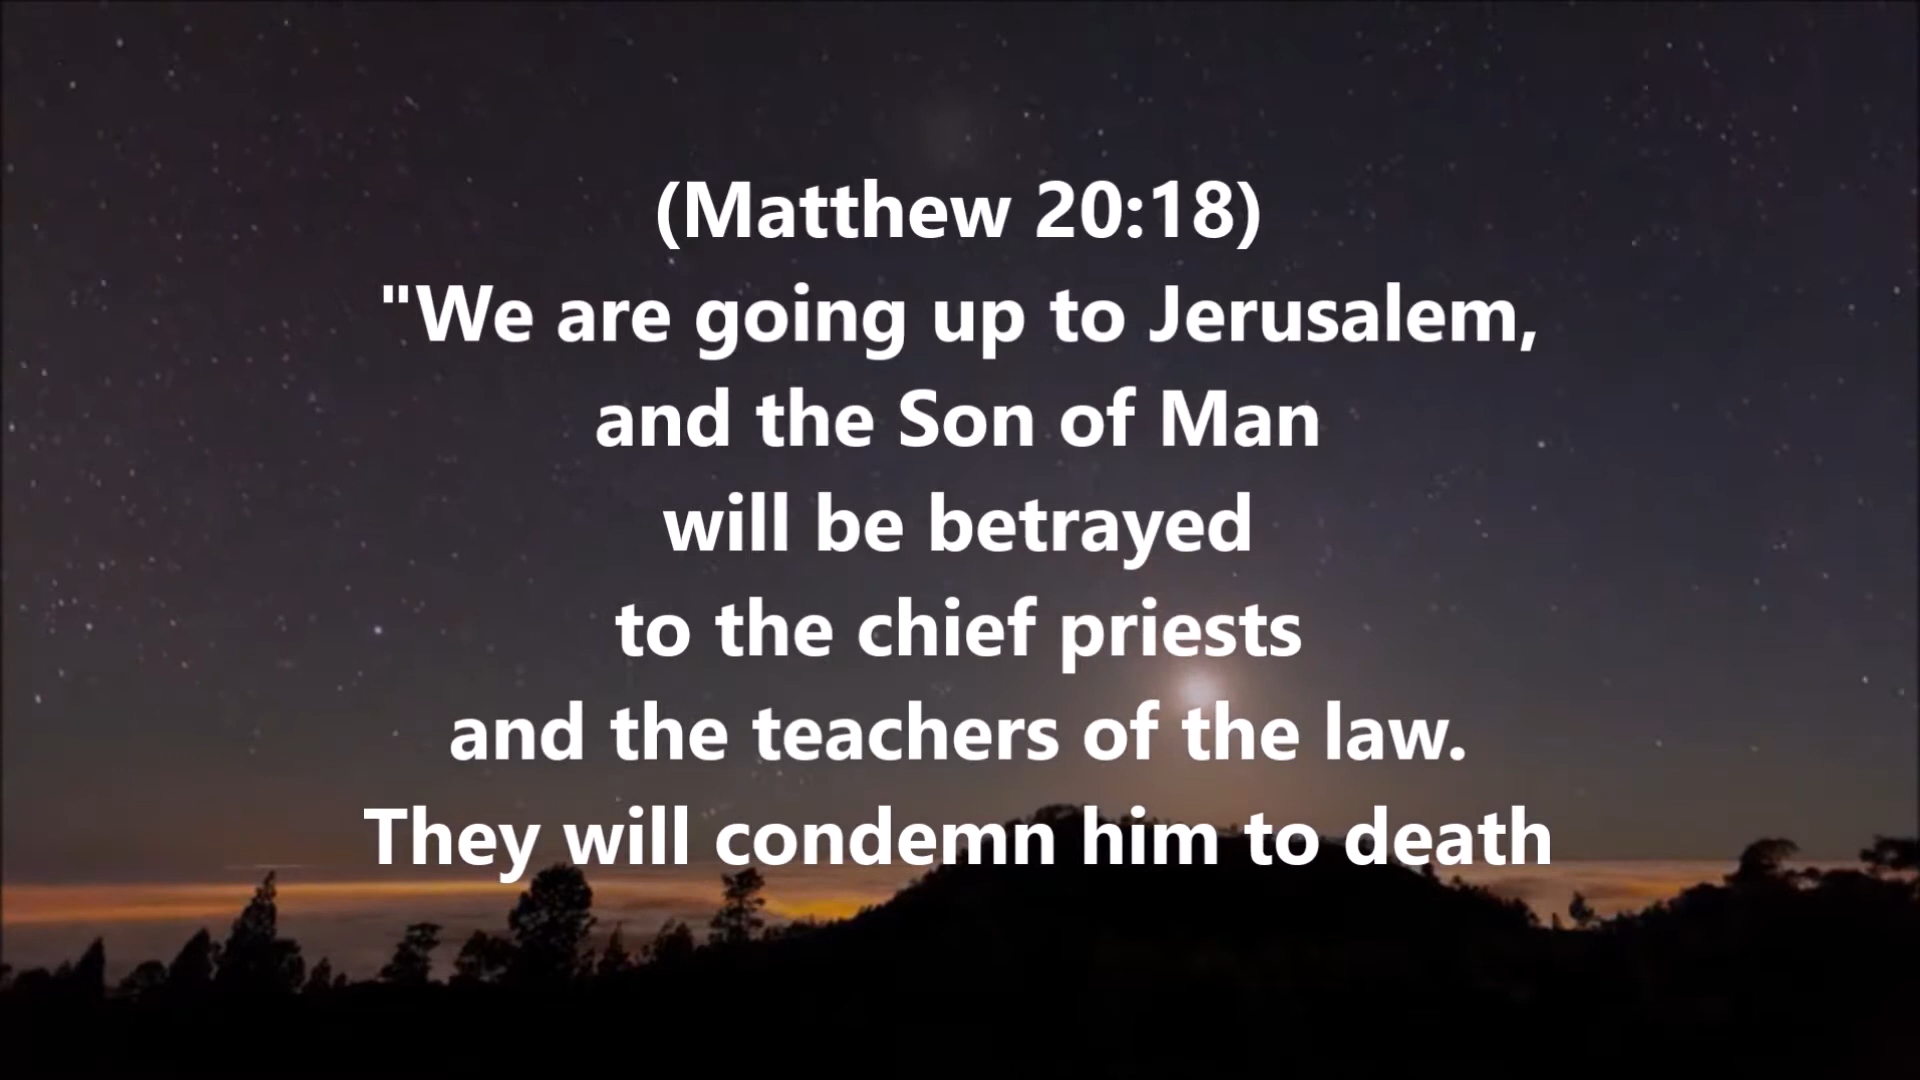 (Matthew 20:18)
"We are going up to Jerusalem,
and the Son of Man
will be betrayed
to the chief priests
and the teachers of the law.
They will condemn him to death